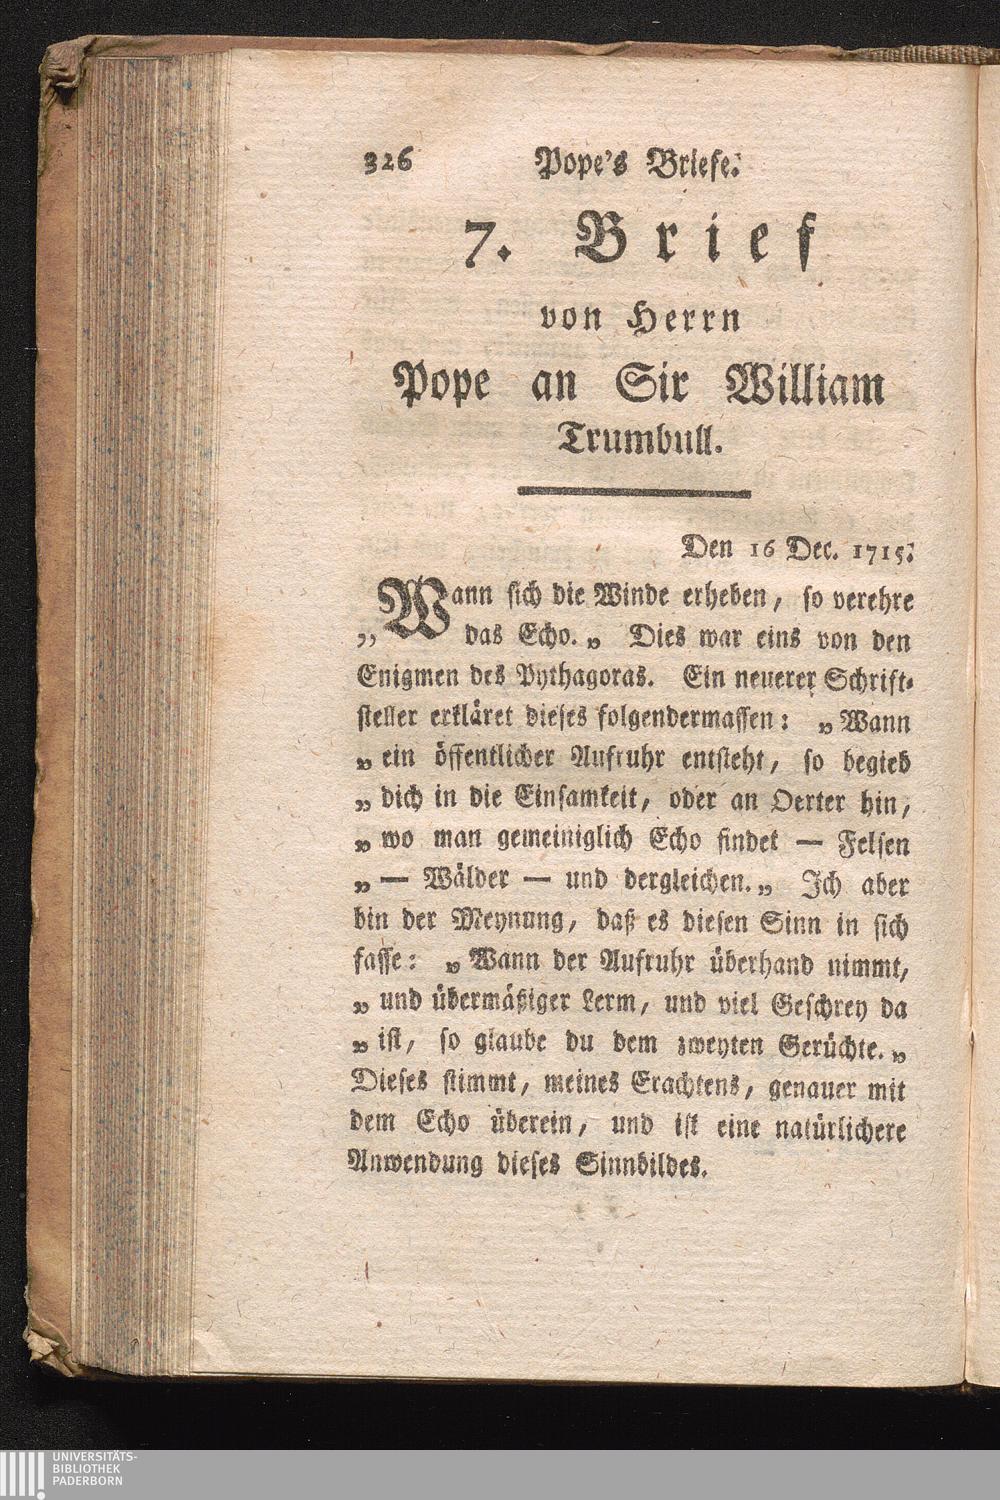 326 Pope's Briefe.
7. Brief
von Herrn
Pope an Sir William
Trumbull.
Den 16 Dec. 1715.
Wann sich die Winde erheben, so verehre
„ das Echo.„ Dies war eins von den
Enigmen des Pythagoras. Ein neuerer Schrift-
steller erkläret dieses folgendermassen: „Wann
„ ein öffentlicher Aufruhr entsteht, so begieb
„ dich in die Einsamkeit, oder an Oerter hin,
„ wo man gemeiniglich Echo findet — Felsen
„ — Wälder — und dergleichen.„ Ich aber
bin der Meynung, daß es diesen Sinn in sich
fasse: „Wann der Aufruhr überhand nimmt,
„ und übermäßiger Lerm, und viel Geschrey da
„ ist, so glaube du dem zweyten Gerüchte.„
Dieses stimmt, meines Erachtens, genauer mit
dem Echo überein, und ist eine natürlichere
Anwendung dieses Sinnbildes.
UNIVERSITÄTS-
BIBLIOTHEK
PADERBORN